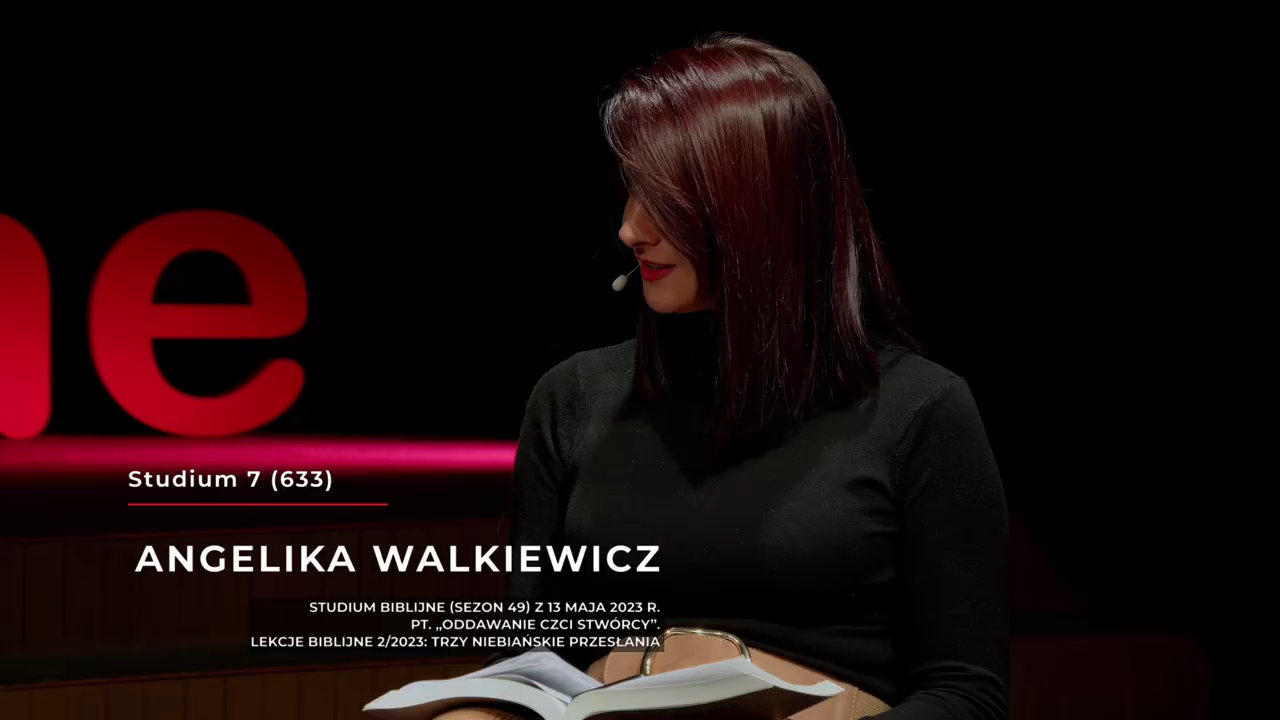 ne
Studium 7 (633)
ANGELIKA WALKIEWICZ
STUDIUM BIBLIJNE (SEZON 49) Z 13 MAJA 2023 R.
PT. „ODDAWANIE CZCI STWÓRCY”.
LEKCJE BIBLIJNE 2/2023: TRZY NIEBIAŃSKIE PRZESŁANIA